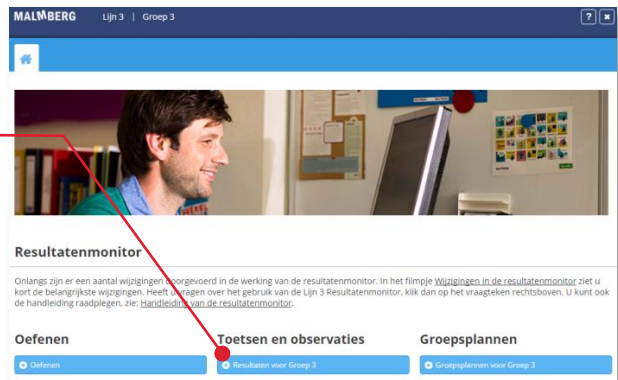 MALMBERG Lijn 3 | Groep 3 ? x
Resultatenmonitor
Onlangs zijn er een aantal wijzigingen doorgevoerd in de werking van de resultatenmonitor. In het filmpje Wijzigingen in de resultatenmonitor ziet u
kort de belangrijkste wijzigingen. Heeft u vragen over het gebruik van de Lijn 3 Resultatenmonitor, klik dan op het vraagteken rechtsboven. U kunt ook
de handleiding raadplegen, zie: Handleiding van de resultatenmonitor.
Oefenen Toetsen en observaties Groepsplannen
Oefenen Resultaten voor Groep 3 Groepsplannen voor Groep 3